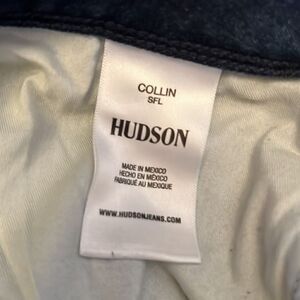 COLLIN
SFL
HUDSON
MADE IN MEXICO
HECHO EN MÉXICO
FABRIQUÉ AU MEXIQUE
WWW.HUDSONJEANS.COM